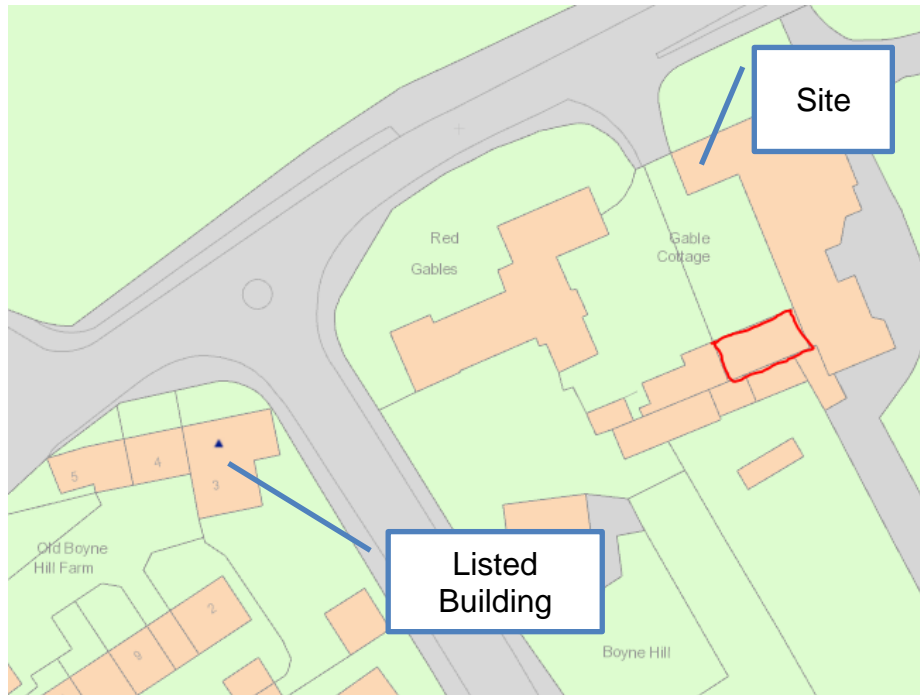 Site
Red
Gables
Gable
Cottage
5
4
3
Listed
Building
Old Boyne
Hill Farm
2
9
Boyne Hill